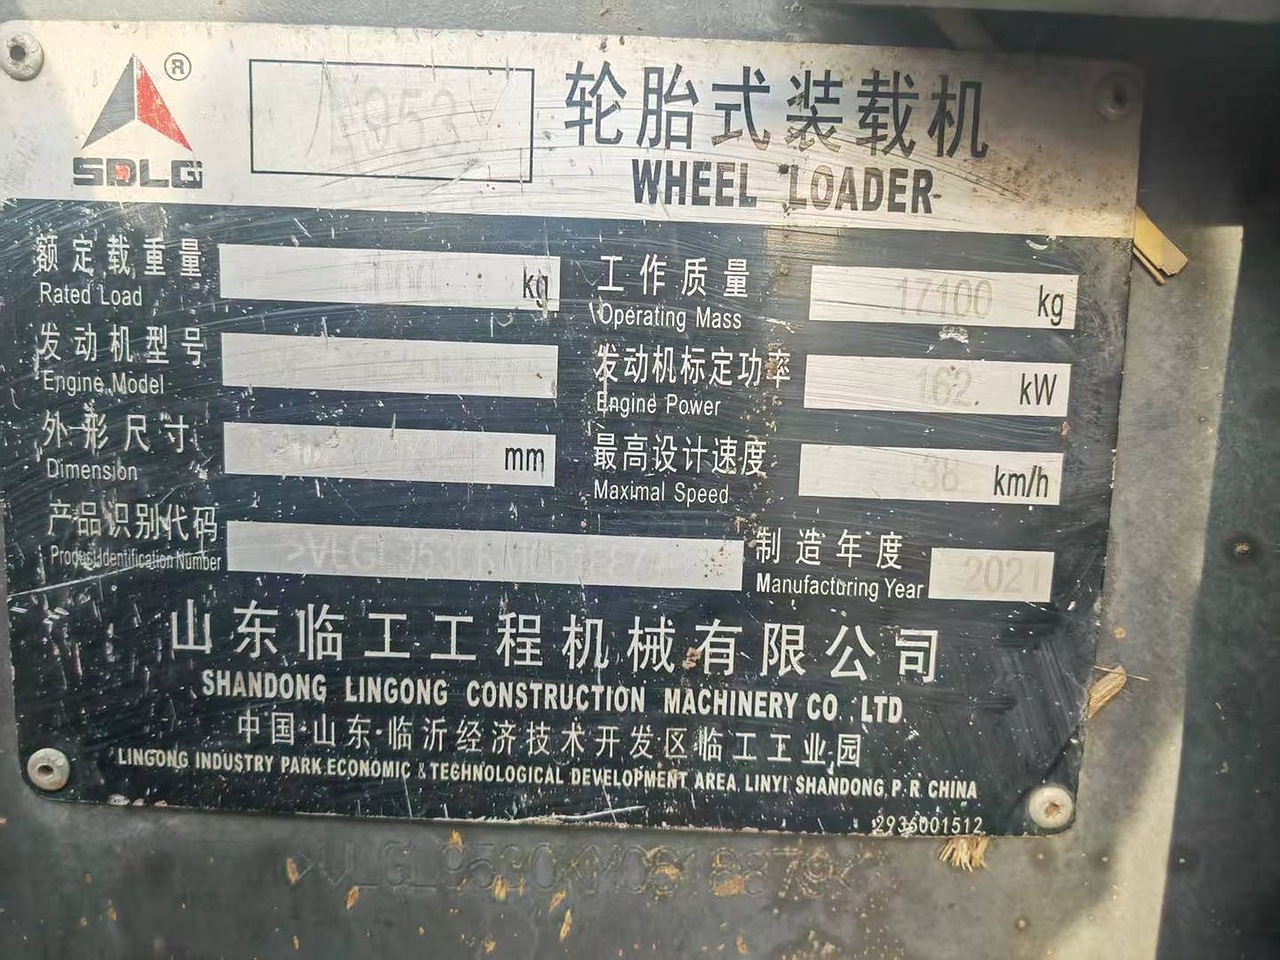 ®
SDLG
L953
轮胎式装载机
WHEEL LOADER
额定载重量 kg
Rated Load
工作质量 17100 kg
Operating Mass
发动机型号
Engine Model
发动机标定功率 162 kW
Engine Power
外形尺寸 mm
Dimension
最高设计速度 38 km/h
Maximal Speed
产品识别代码
Product Identification Number
制造年度 2021
Manufacturing Year
山东临工工程机械有限公司
SHANDONG LINGONG CONSTRUCTION MACHINERY CO.,LTD
中国·山东·临沂经济技术开发区临工工业园
LINGONG INDUSTRY PARK ECONOMIC & TECHNOLOGICAL DEVELOPMENT AREA LINYI SHANDONG P.R. CHINA
2936001512